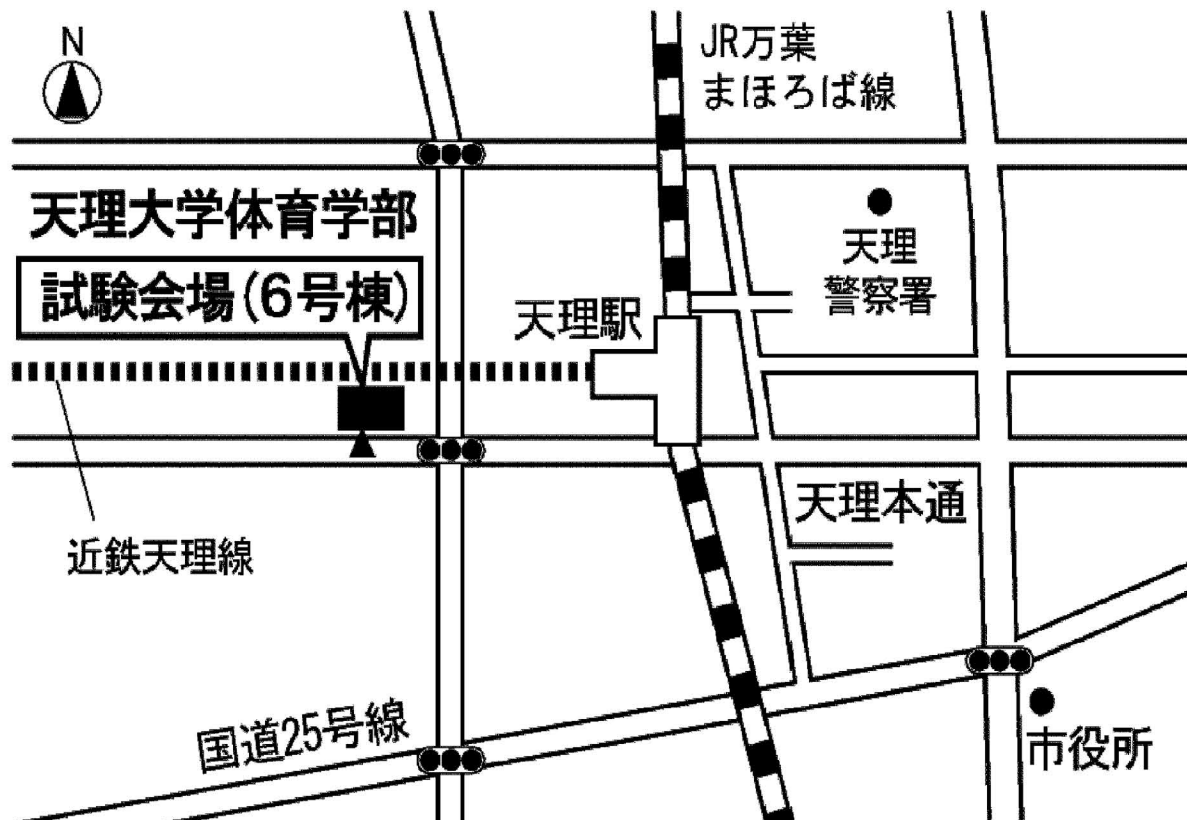 N
JR万葉
まほろば線
天理大学体育学部
試験会場(6号棟)
天理駅
天理
警察署
近鉄天理線
天理本通
国道25号線
市役所